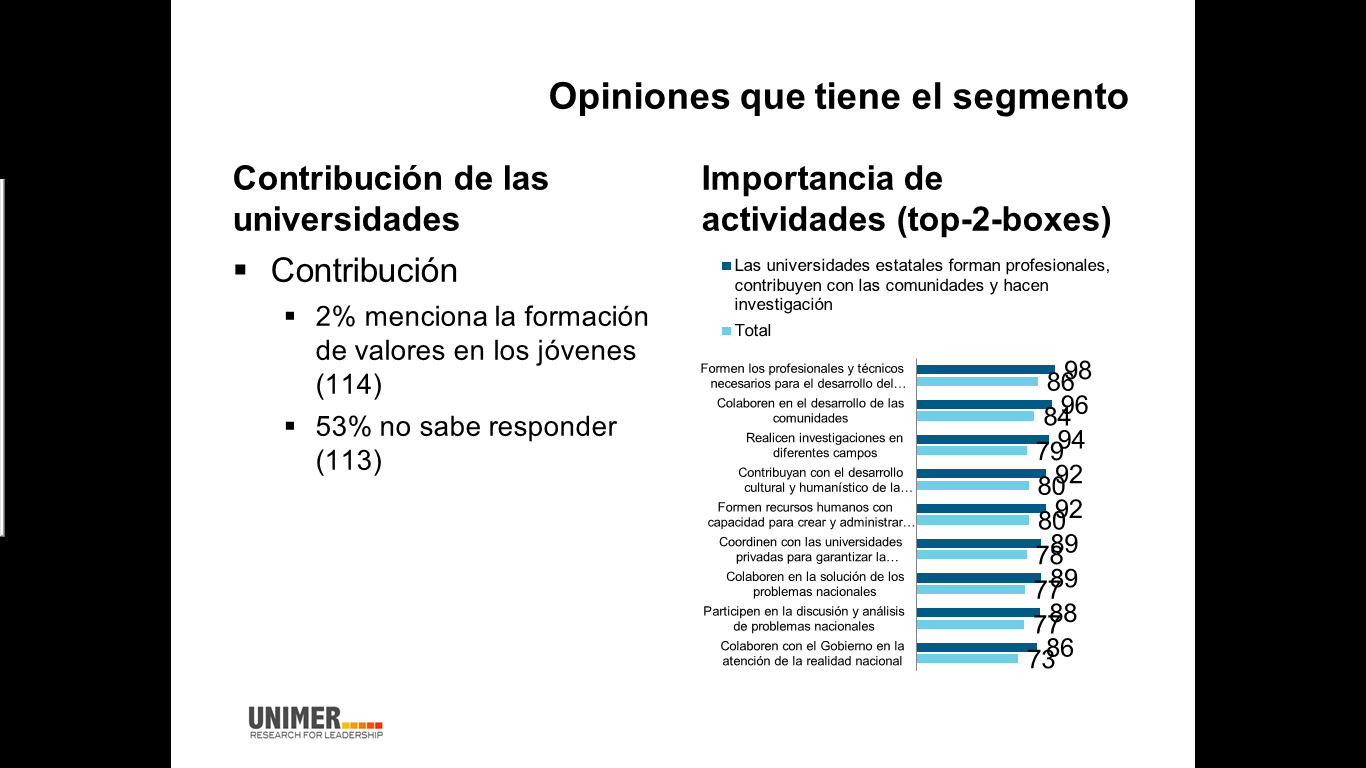 Opiniones que tiene el segmento
Contribución de las
universidades
▪ Contribución
▪ 2% menciona la formación
de valores en los jóvenes
(114)
▪ 53% no sabe responder
(113)
Importancia de
actividades (top-2-boxes)
Las universidades estatales forman profesionales,
contribuyen con las comunidades y hacen
investigación
Total
Formen los profesionales y técnicos
necesarios para el desarrollo del…
98
86
Colaboren en el desarrollo de las
comunidades
96
84
Realicen investigaciones en
diferentes campos
94
79
Contribuyan con el desarrollo
cultural y humanístico de la…
92
80
Formen recursos humanos con
capacidad para crear y administrar…
92
80
Coordinen con las universidades
privadas para garantizar la…
89
78
Colaboren en la solución de los
problemas nacionales
89
77
Participen en la discusión y análisis
de problemas nacionales
88
77
Colaboren con el Gobierno en la
atención de la realidad nacional
86
73
UNIMER
RESEARCH FOR LEADERSHIP